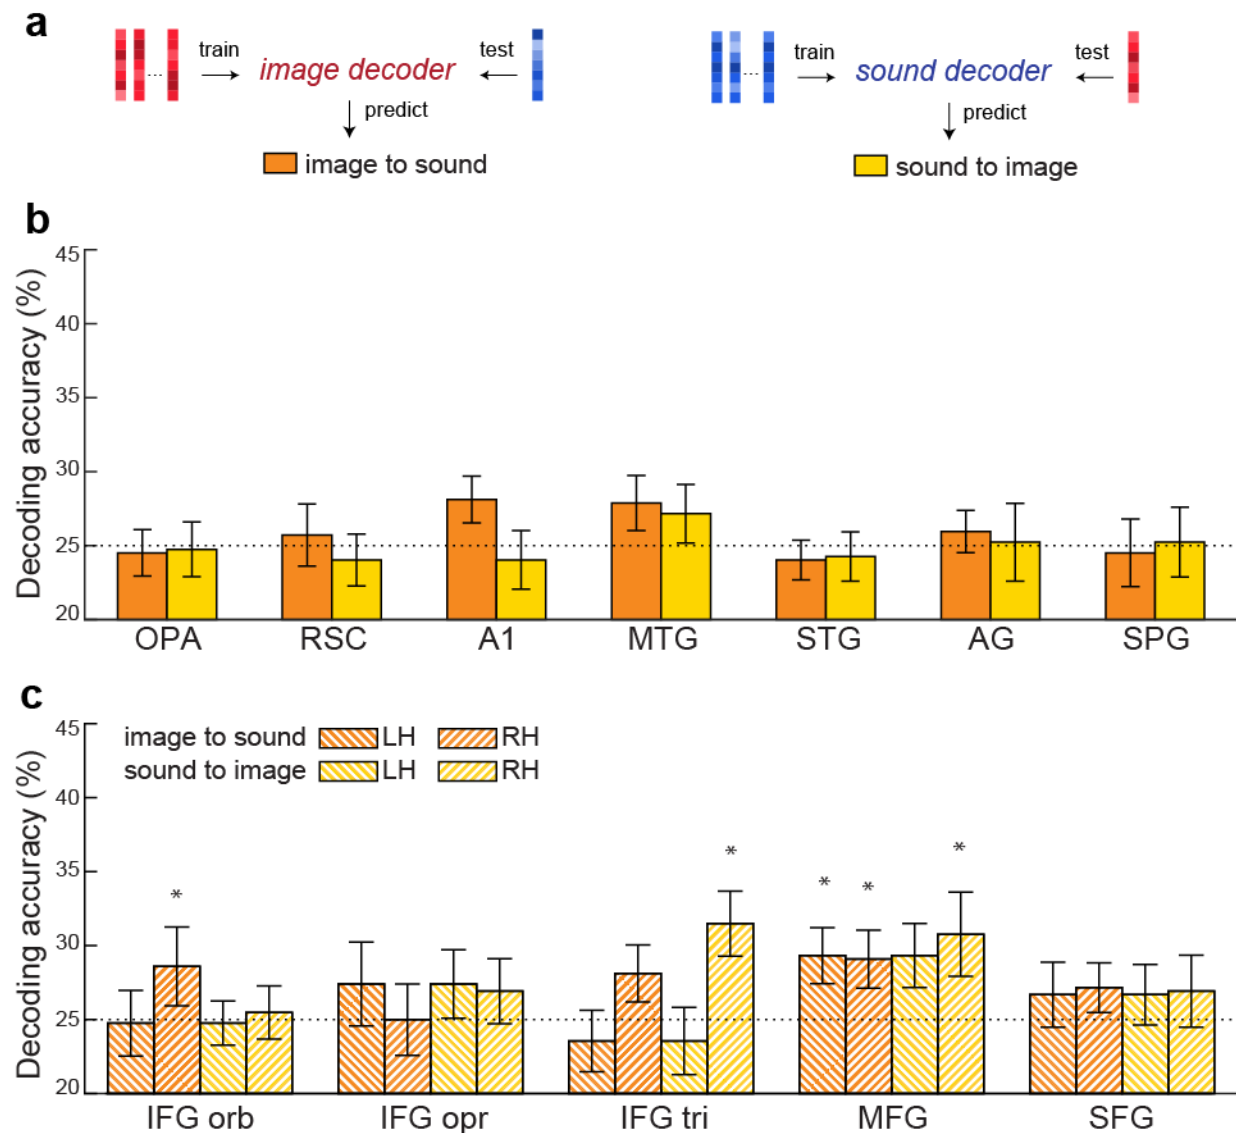 a
train image decoder test
predict
image to sound
train sound decoder test
predict
sound to image
b
Decoding accuracy (%)
45
40
35
30
25
20
OPA RSC A1 MTG STG AG SPG
c
image to sound LH RH
sound to image LH RH
Decoding accuracy (%)
45
40
35
30
25
20
* * * * *
IFG orb IFG opr IFG tri MFG SFG